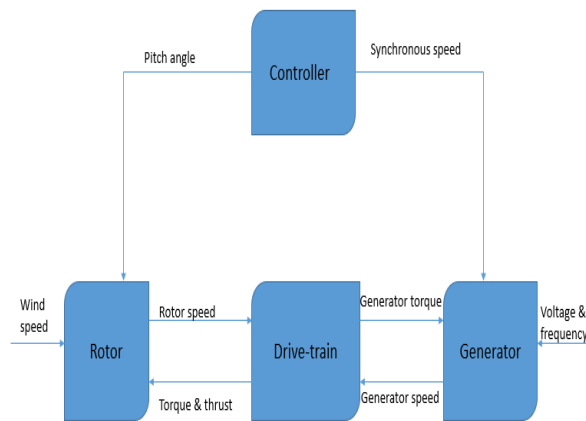 Synchronous speed
Pitch angle
Controller
Wind
speed
Rotor speed
Generator torque
Voltage &
frequency
Rotor
Drive-train
Generator
Torque & thrust
Generator speed